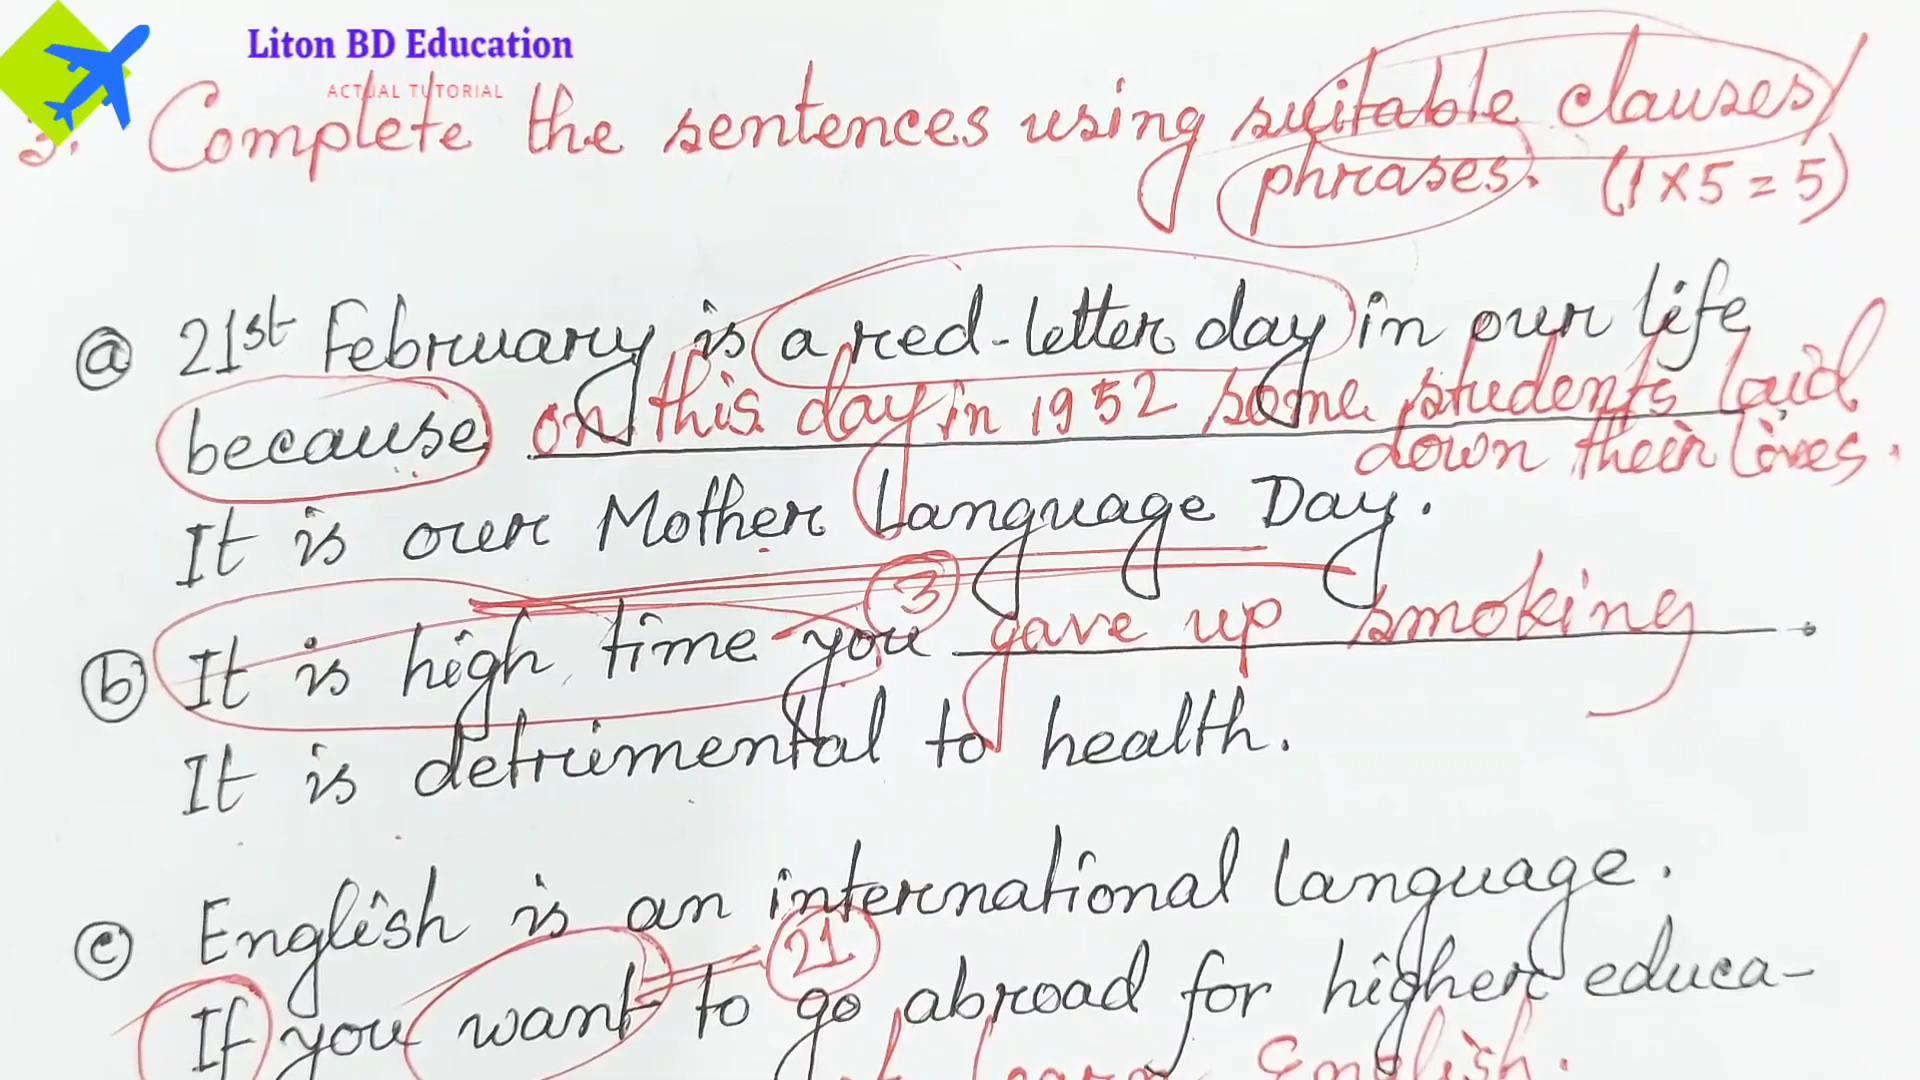 Liton BD Education
ACTUAL TUTORIAL
3. Complete the sentences using suitable clauses/
phrases. (1×5=5)
ⓐ 21st February is a red-letter day in our life
because on this day in 1952 some students laid
down their lives.
It is our Mother Language Day.
3
ⓑ It is high time you gave up smoking.
It is detrimental to health.
ⓒ English is an international language.
21
If you want to go abroad for higher educa-
learn English.